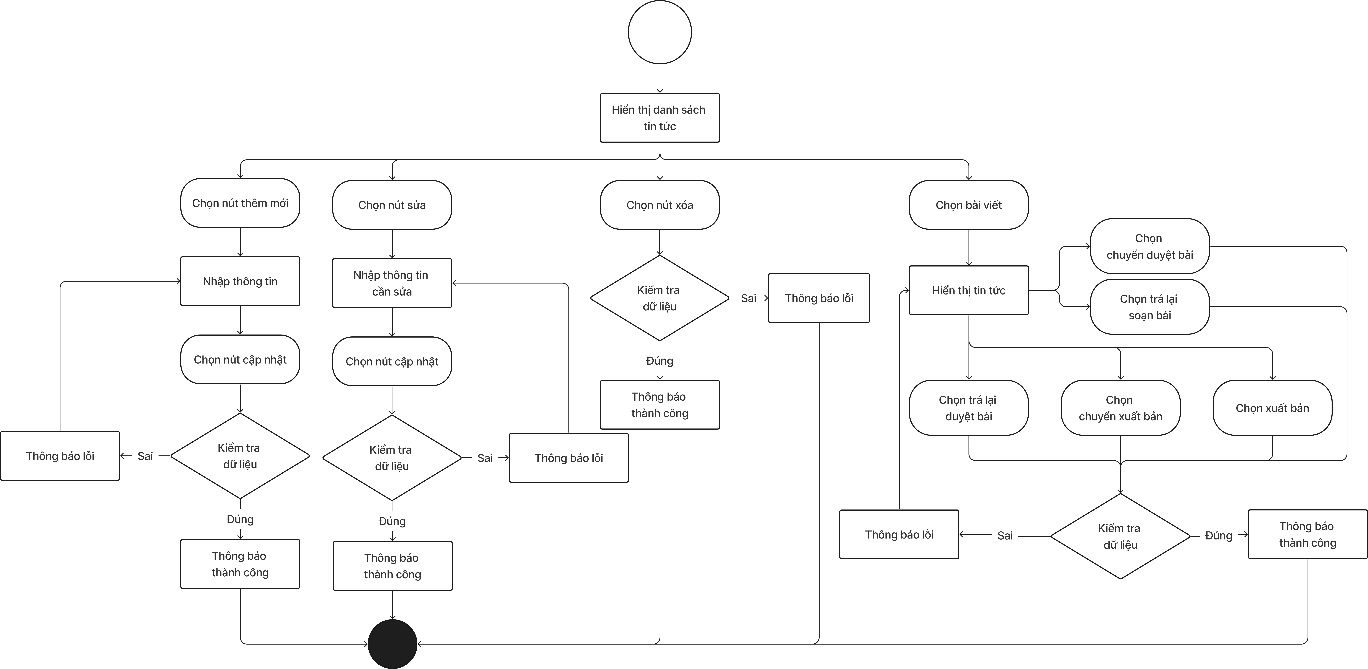 Hiển thị danh sách
tin tức
Chọn nút thêm mới
Chọn nút sửa
Chọn nút xóa
Chọn bài viết
Chọn
chuyển duyệt bài
Nhập thông tin
Nhập thông tin
cần sửa
Kiểm tra
dữ liệu
Sai
Thông báo lỗi
Hiển thị tin tức
Chọn trả lại
soạn bài
Chọn nút cập nhật
Chọn nút cập nhật
Đúng
Thông báo
thành công
Chọn trả lại
duyệt bài
Chọn
chuyển xuất bản
Chọn xuất bản
Thông báo lỗi
Sai
Kiểm tra
dữ liệu
Kiểm tra
dữ liệu
Sai
Thông báo lỗi
Đúng
Đúng
Thông báo lỗi
Sai
Kiểm tra
dữ liệu
Đúng
Thông báo
thành công
Thông báo
thành công
Thông báo
thành công